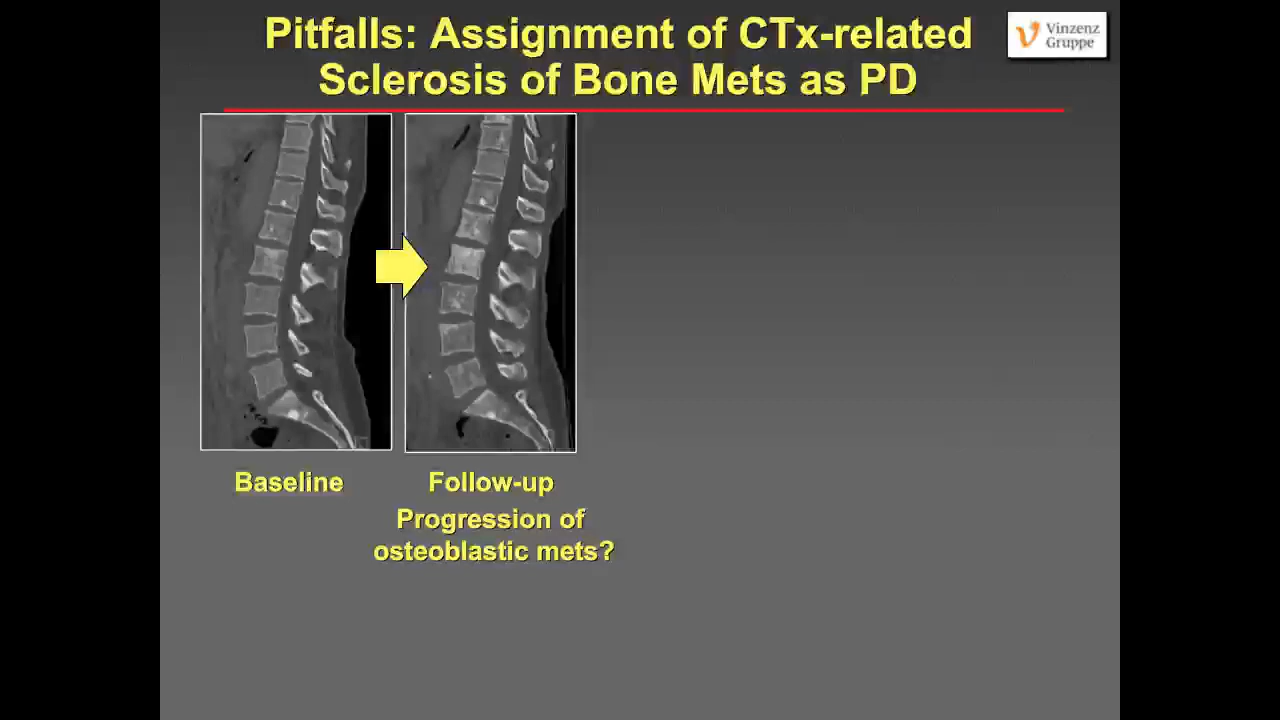 Pitfalls: Assignment of CTx-related
Sclerosis of Bone Mets as PD
Vinzenz
Gruppe
Baseline
Follow-up
Progression of
osteoblastic mets?